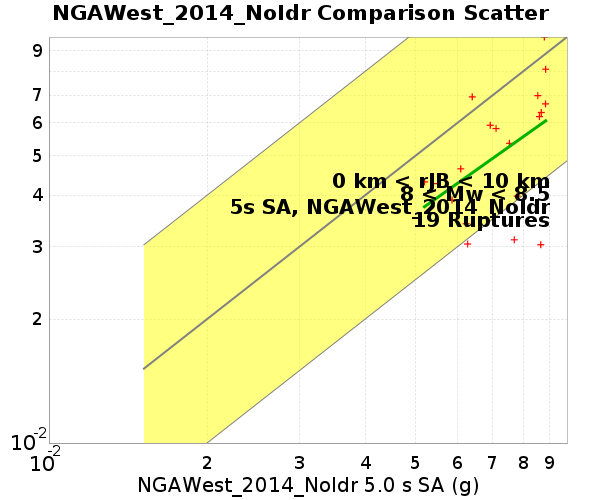 NGAWest_2014_NoIdr Comparison Scatter
9
7
6
5
4
3
2
10-2
0 km < rJB < 10 km
8 < Mw < 8.5
5s SA, NGAWest_2014_NoIdr
19 Ruptures
10-2
2 3 4 5 6 7 8 9
NGAWest_2014_NoIdr 5.0 s SA (g)